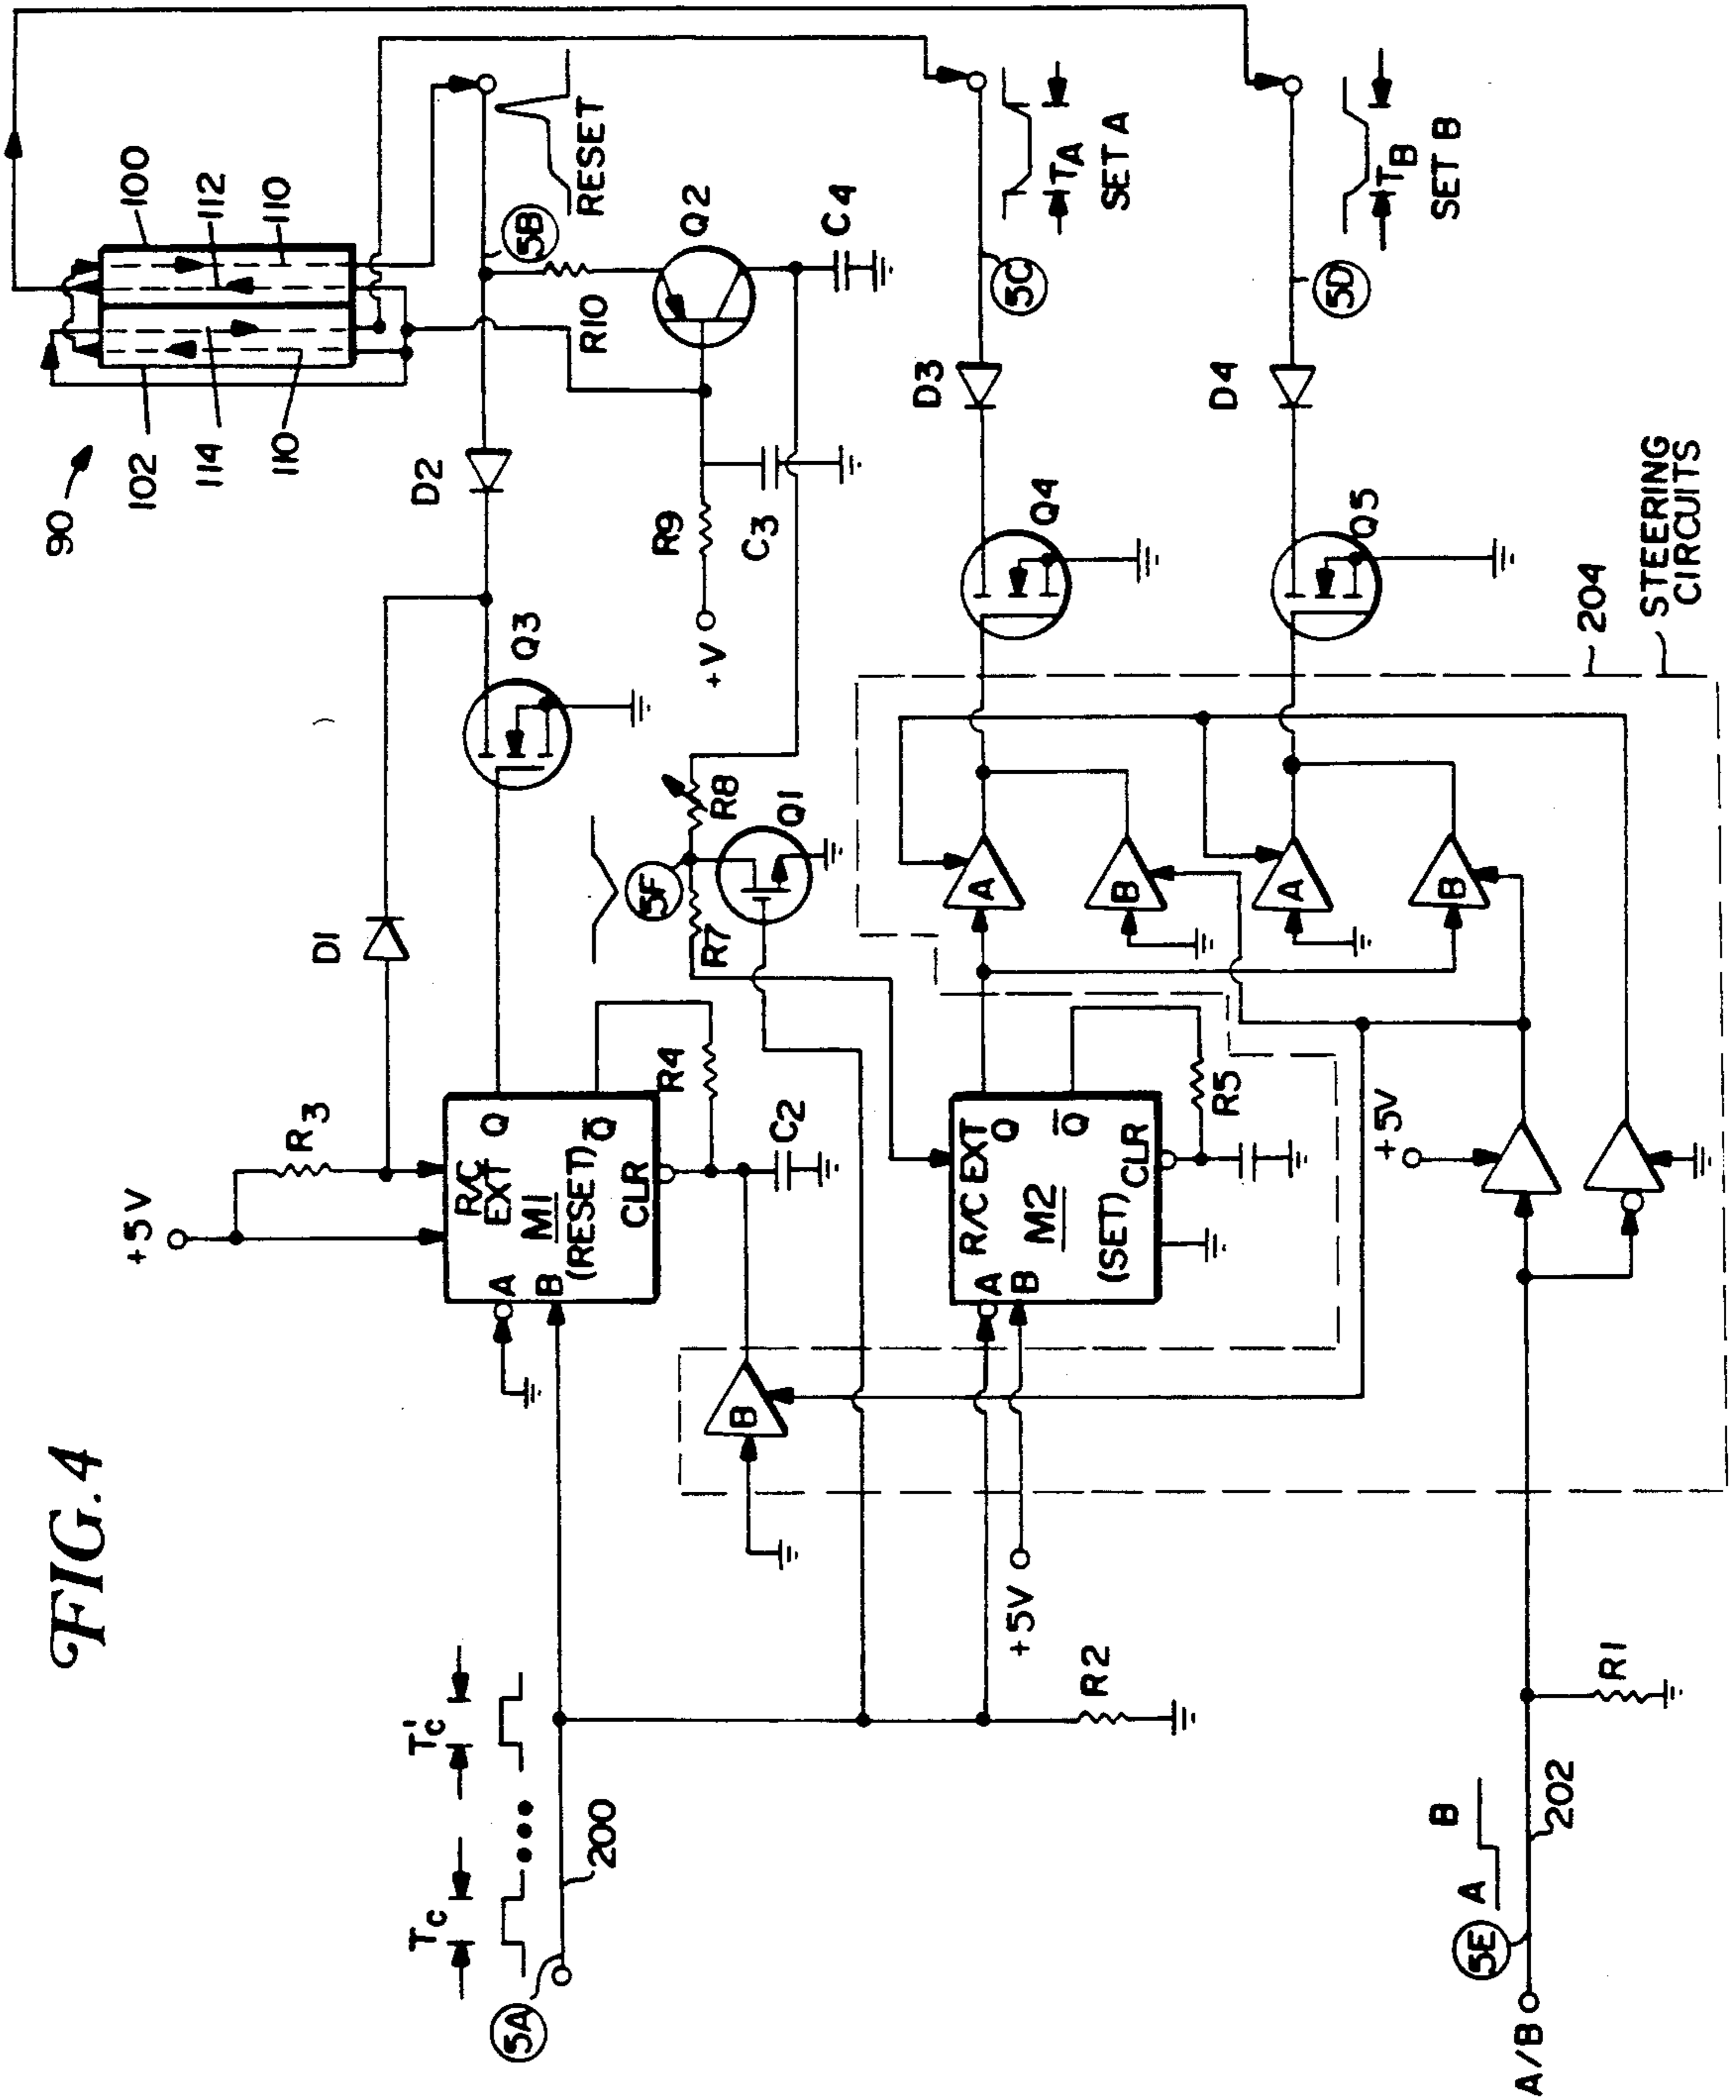 FIG. 4
90
102
114
110
100
112
110
+5V
R3
D1
D2
5B
RESET
R/C
EXT
Q
M1
(RESET)
Q̅
A
B
CLR
R4
C2
Q3
R10
Q2
C4
R9
C3
+V
R8
5F
Q1
R7
Tc
T'c
5A
200
R2
+5V
B
R/C EXT
Q
A
M2
B
Q̅
(SET)
CLR
R5
A
B
A
B
+5V
Q4
D3
5C
TA
SET A
Q5
D4
5D
TB
SET B
204
STEERING
CIRCUITS
A/B
5E
A
B
202
R1